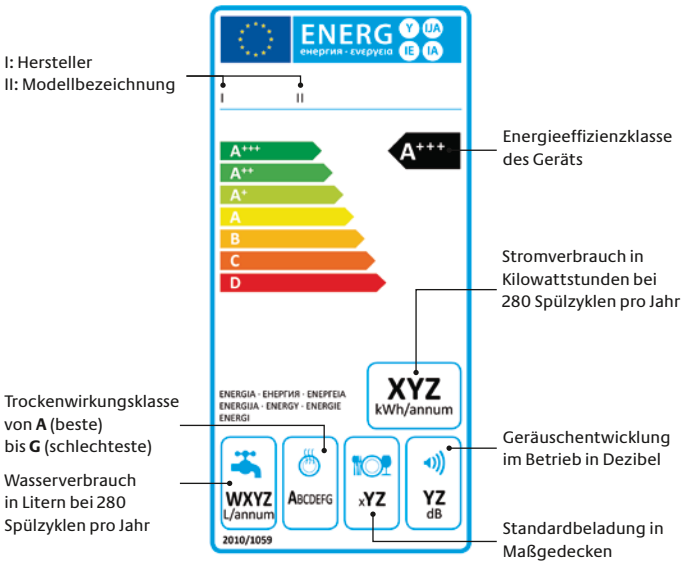 ENERG Y IJA
енергия · ενεργεια IE IA
I: Hersteller
II: Modellbezeichnung
I II
A+++
A++
A+
A
B
C
D
A+++
Energieeffizienzklasse
des Geräts
Stromverbrauch in
Kilowattstunden bei
280 Spülzyklen pro Jahr
XYZ
kWh/annum
ENERGIA · ЕНЕРГИЯ · ΕΝΕΡΓΕΙΑ
ENERGIJA · ENERGY · ENERGIE
ENERGI
Trockenwirkungsklasse
von A (beste)
bis G (schlechteste)
Wasserverbrauch
in Litern bei 280
Spülzyklen pro Jahr
WXYZ
L/annum
ABCDEFG
xYZ
YZ
dB
Geräuschentwicklung
im Betrieb in Dezibel
Standardbeladung in
Maßgedecken
2010/1059